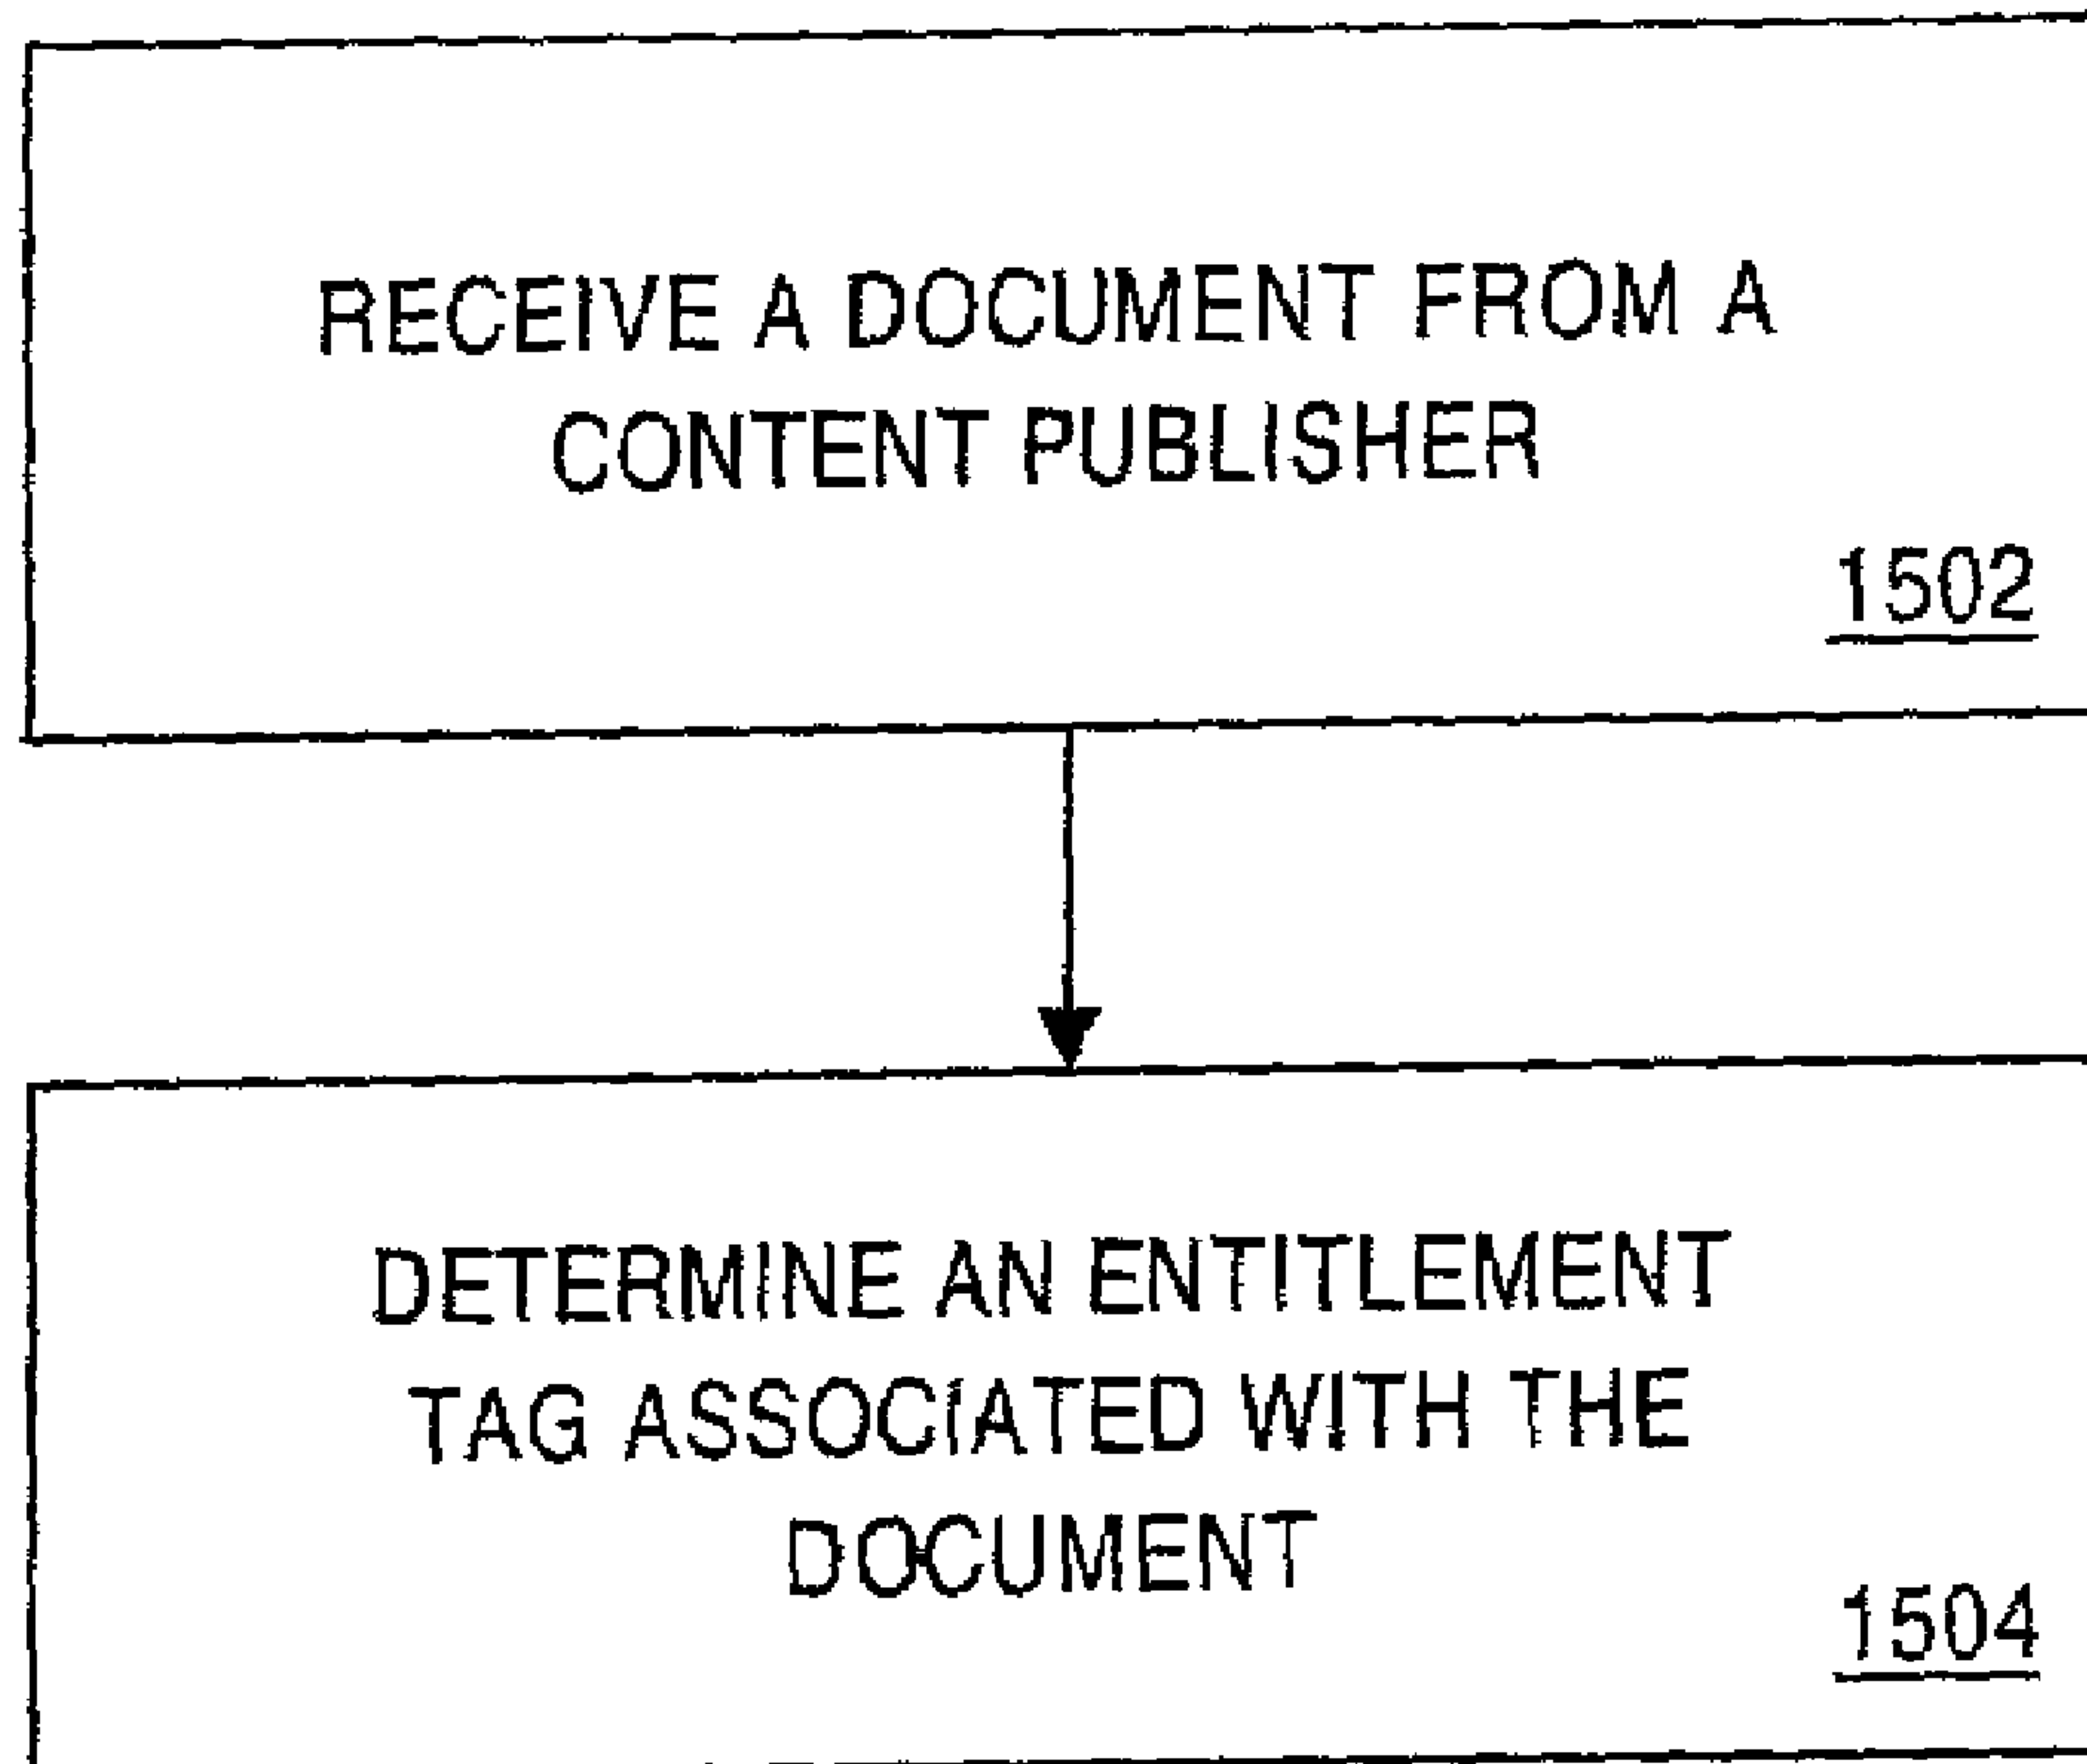 RECEIVE A DOCUMENT FROM A
CONTENT PUBLISHER
1502
DETERMINE AN ENTITLEMENT
TAG ASSOCIATED WITH THE
DOCUMENT
1504